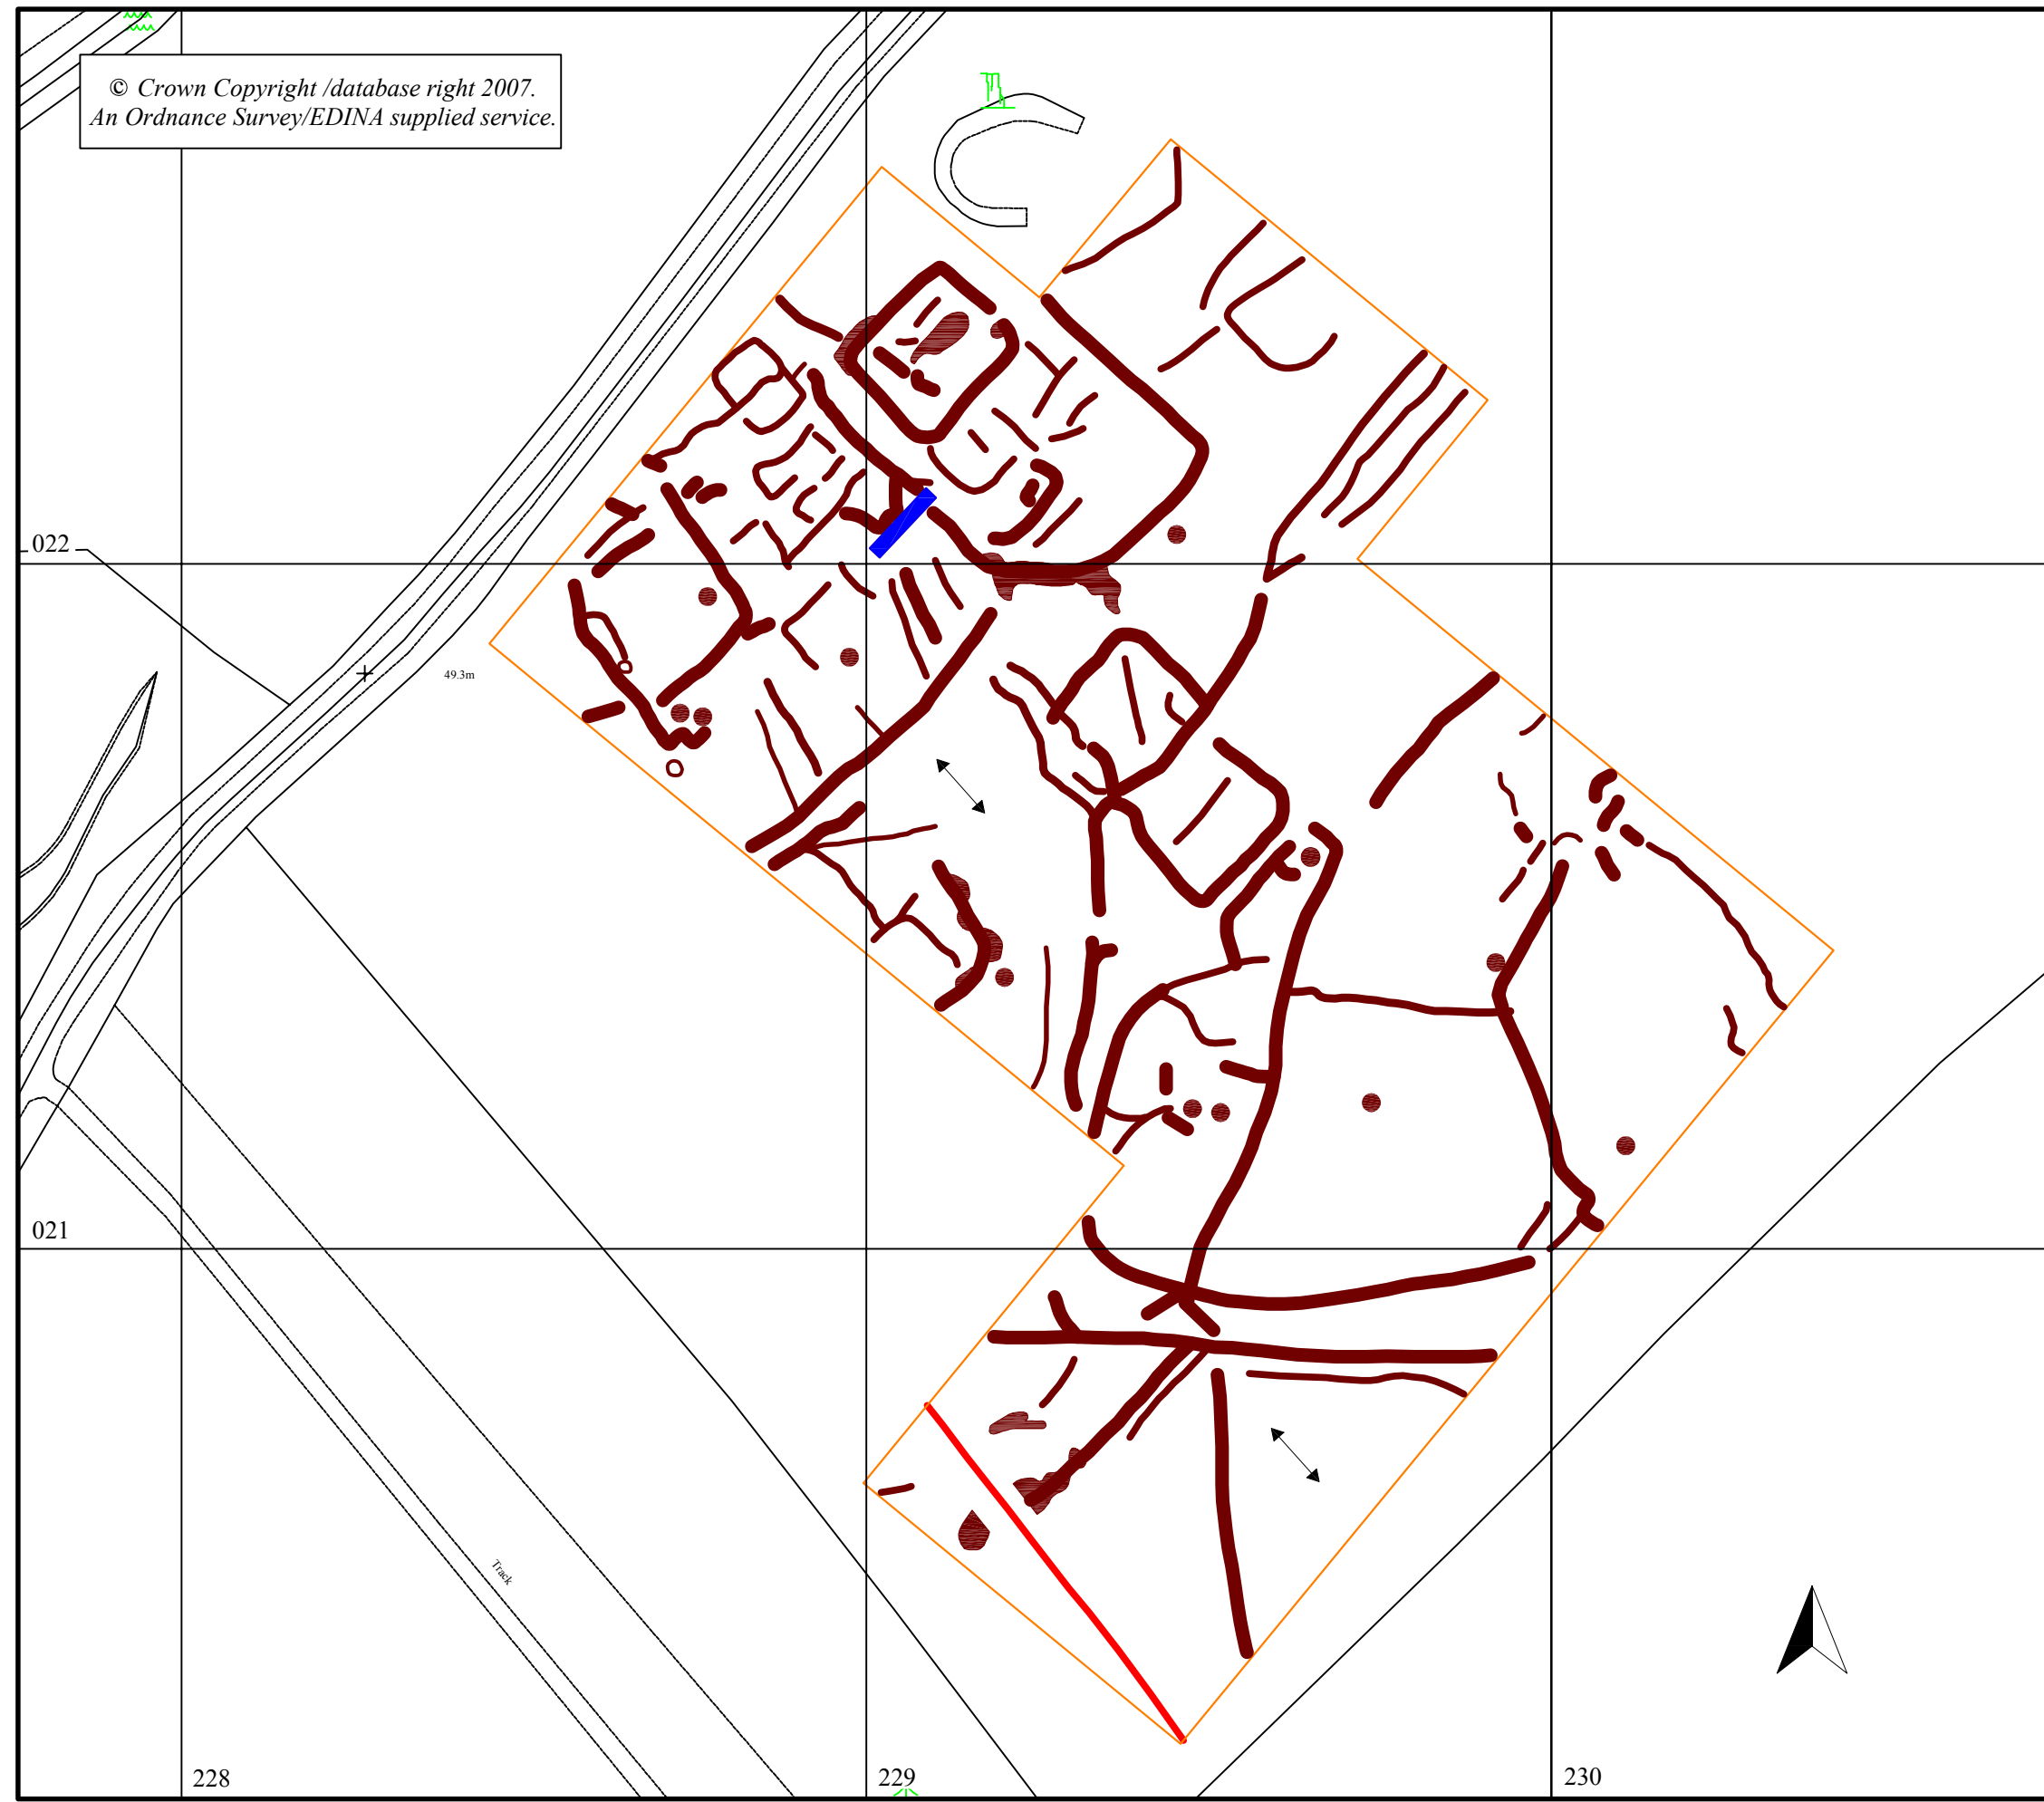 © Crown Copyright /database right 2007.
An Ordnance Survey/EDINA supplied service.
022
49.3m
021
Track
228
229
230